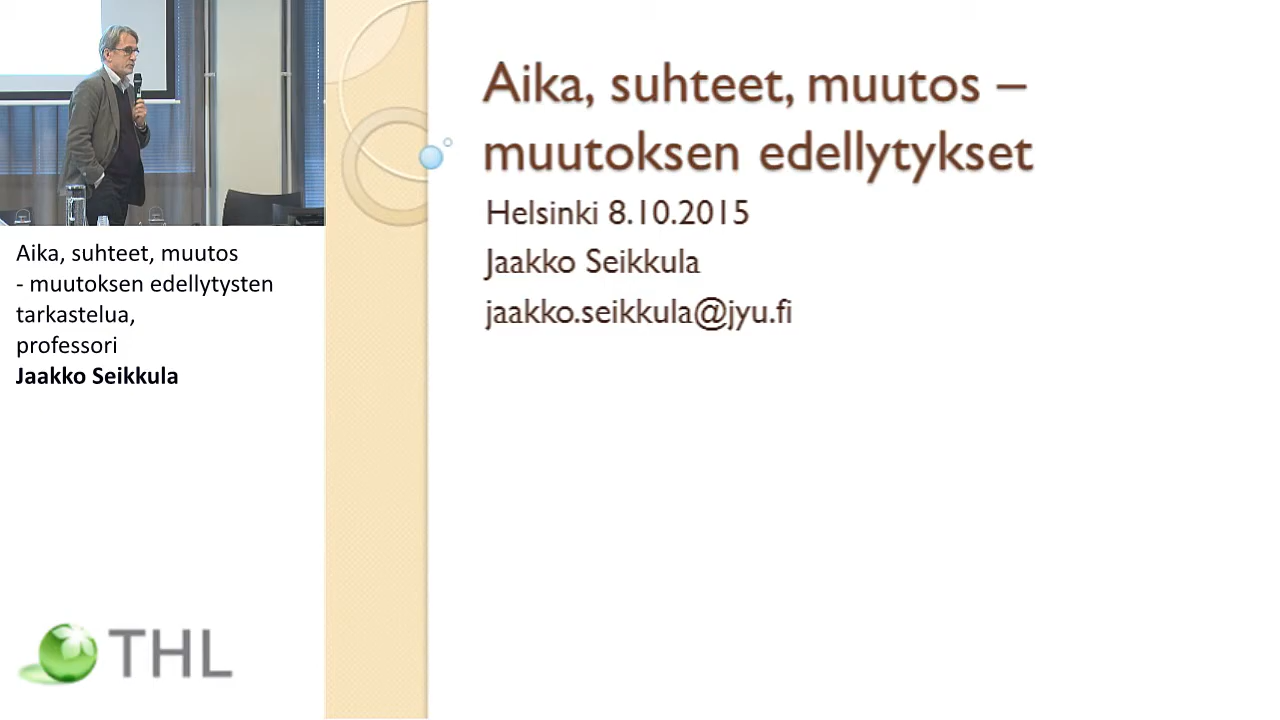 Aika, suhteet, muutos –
muutoksen edellytykset
Helsinki 8.10.2015
Jaakko Seikkula
jaakko.seikkula@jyu.fi
Aika, suhteet, muutos
- muutoksen edellytysten
tarkastelua,
professori
Jaakko Seikkula
THL